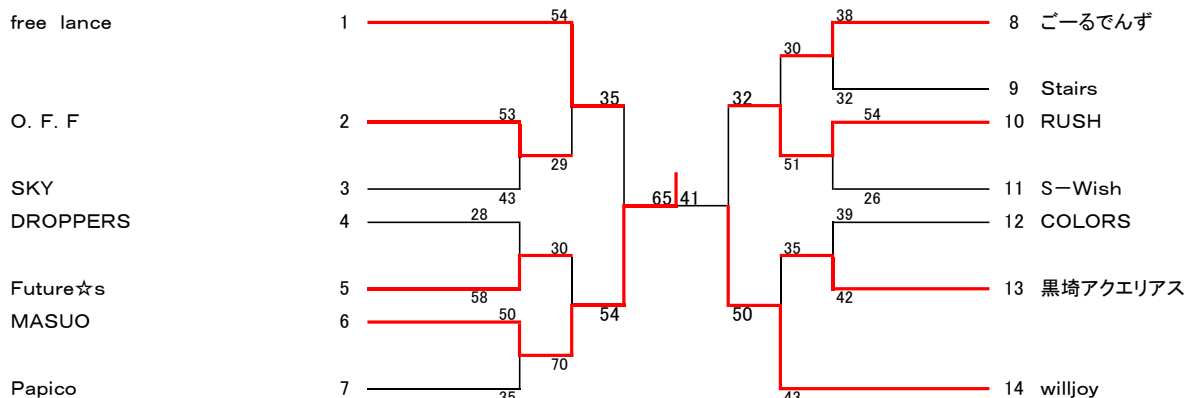 free lance 1 54 38 8 ごーるでんず
30
32 9 Stairs
35 32
O. F. F 2 53 54 10 RUSH
29 51
SKY 3 43 26 11 S－Wish
65 41
DROPPERS 4 28 39 12 COLORS
30 35
Future☆s 5 58 42 13 黒埼アクエリアス
54 50
MASUO 6 50
70
Papico 7 35 43 14 willjoy